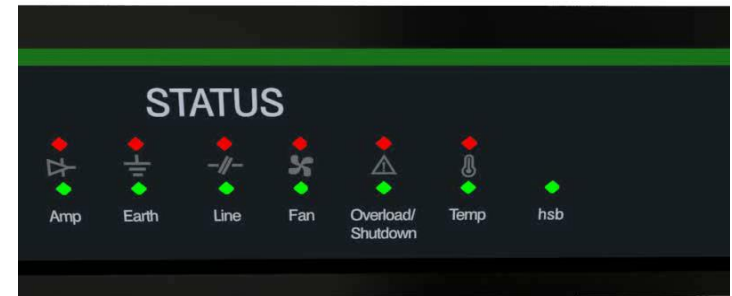 STATUS
Amp
Earth
Line
Fan
Overload/
Shutdown
Temp
hsb